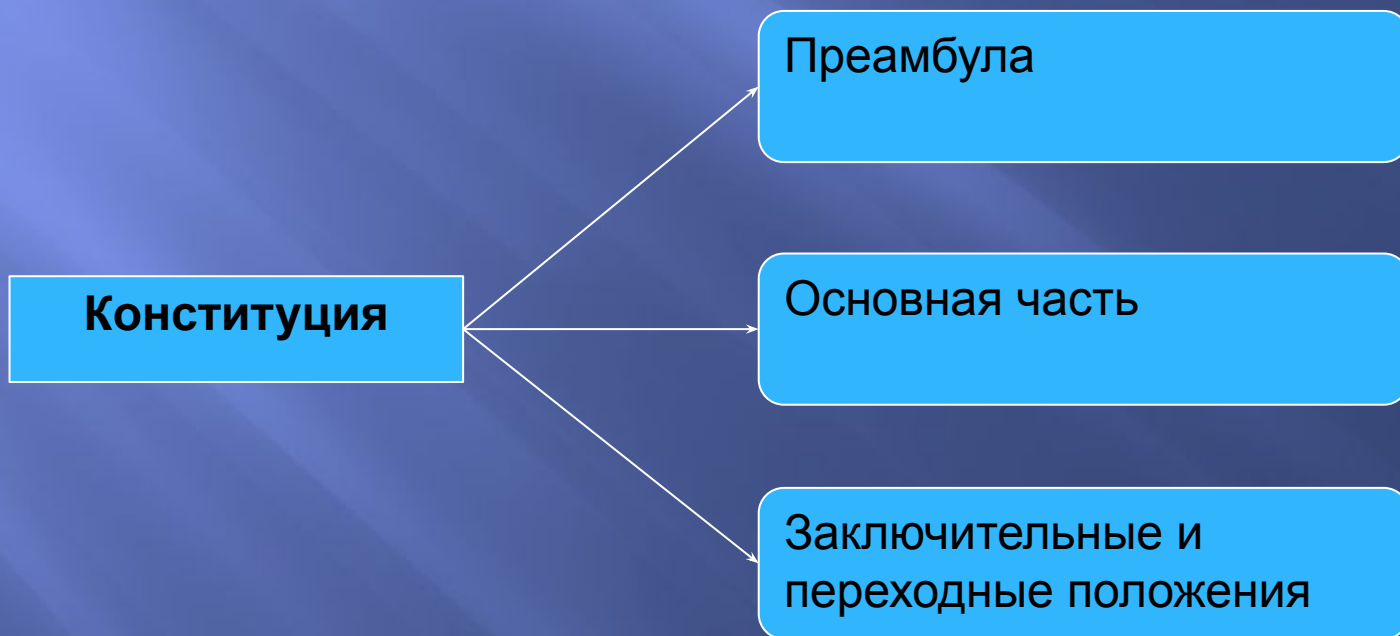 Преамбула
Конституция
Основная часть
Заключительные и
переходные положения